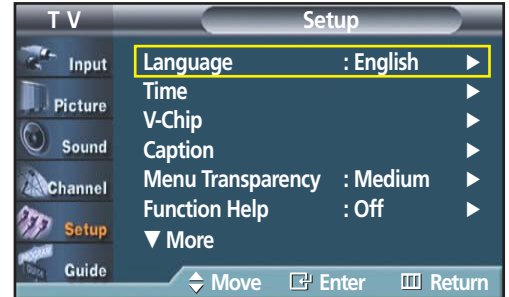 T V
Setup
Input
Picture
Sound
Channel
Setup
Guide
Language : English ▶
Time ▶
V-Chip ▶
Caption ▶
Menu Transparency : Medium ▶
Function Help : Off ▶
▼ More
Move Enter Return